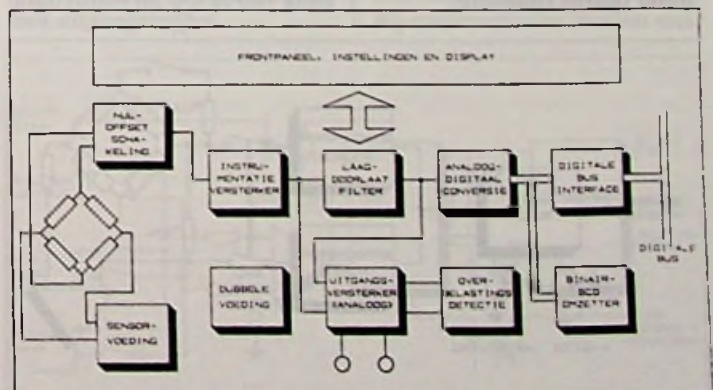 FRONTPANEEL, INSTELLINGEN EN DISPLAY
NUL-
OFFSET
SCHA-
KELING
INSTRU-
MENTATIE
VERSTERKER
LAAG-
DOORLAAT
FILTER
ANALOOG-
DIGITAAL
CONVERSIE
DIGITALE
BUS
INTERFACE
DIGITALE
BUS
SENSOR-
VOEDING
DUBBELE
VOEDING
UITGANGS-
VERSTERKER
(ANALOOG)
OVER-
BELASTINGS
DETECTIE
BINAIR-
BCD
OMZETTER